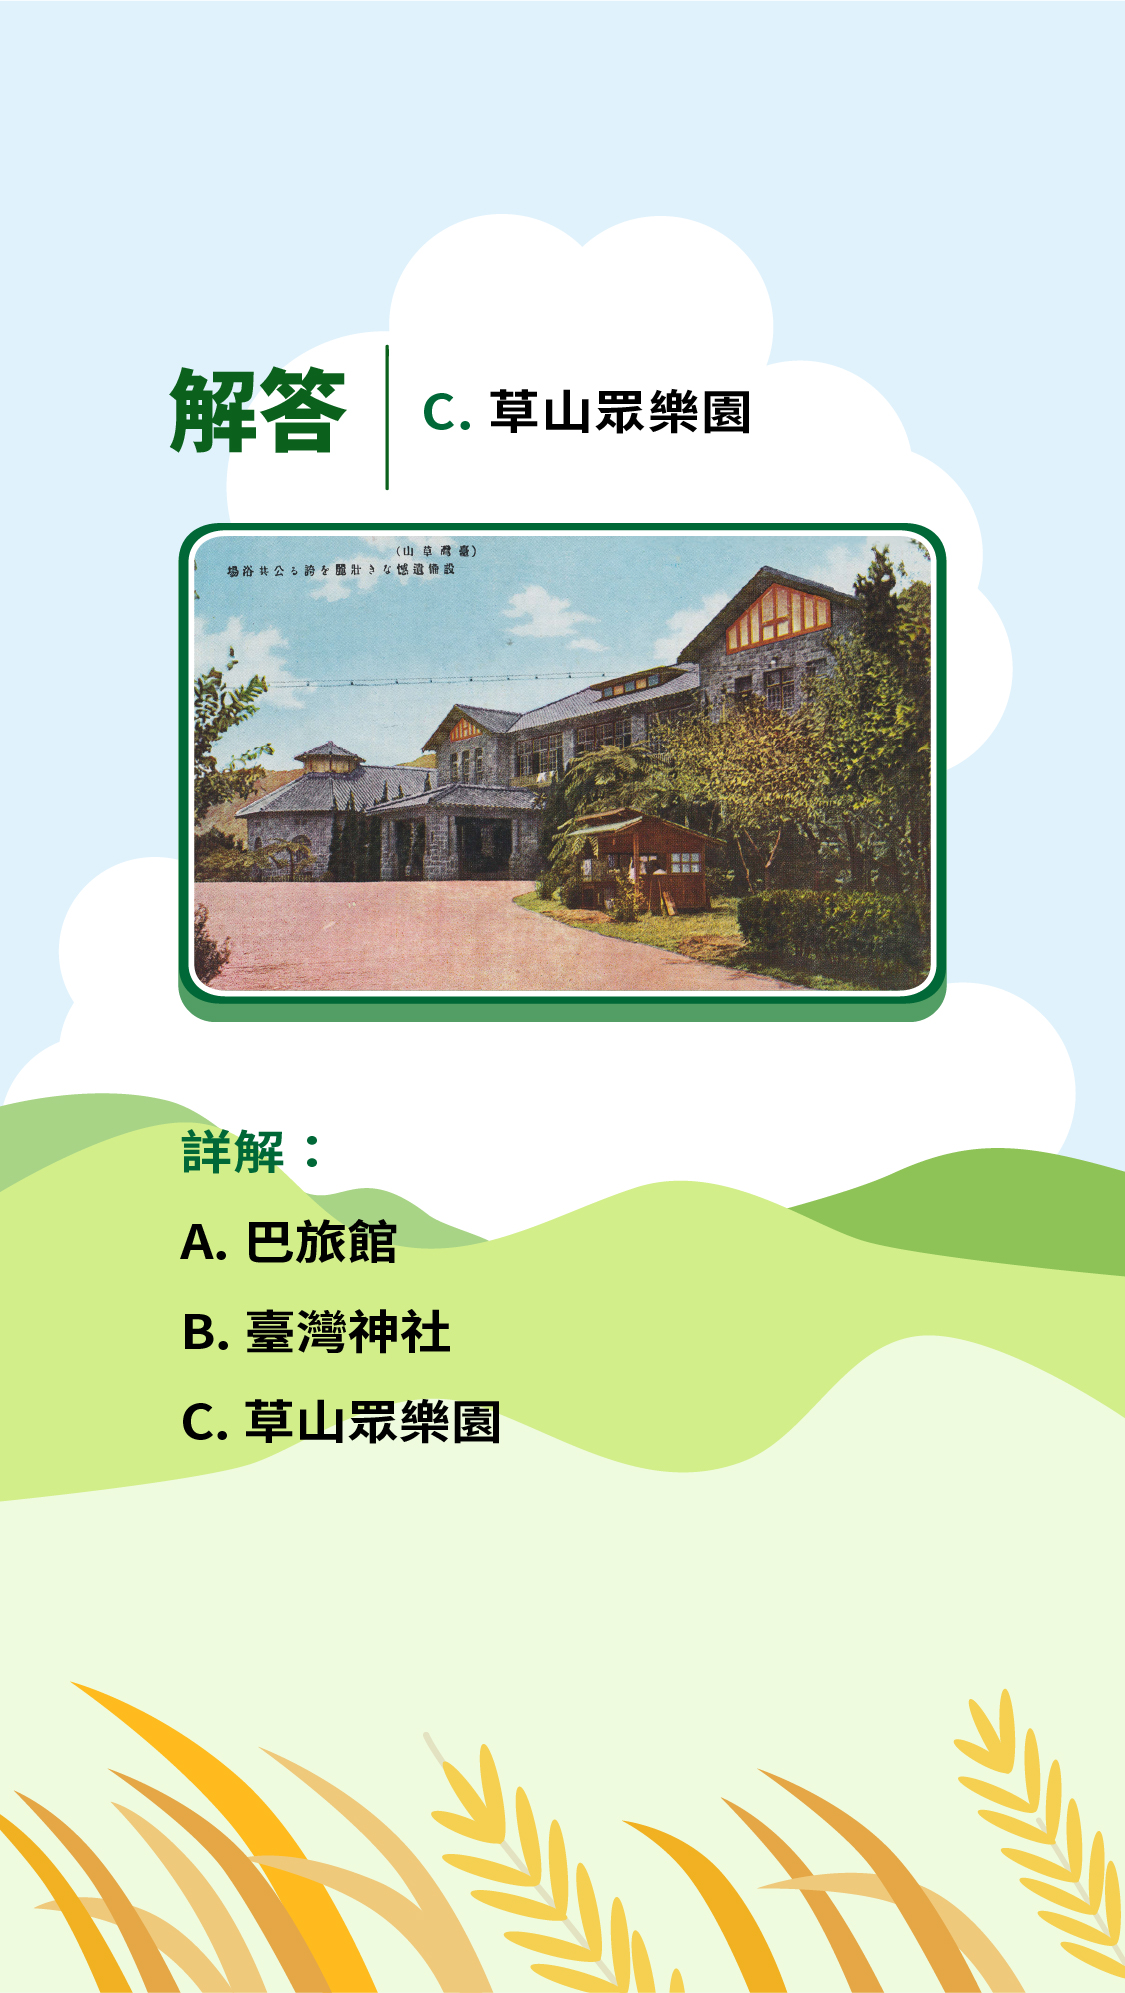 解答
C. 草山眾樂園
(臺灣草山)
設備遺憾なき壯麗を誇る公共浴場
詳解：
A. 巴旅館
B. 臺灣神社
C. 草山眾樂園